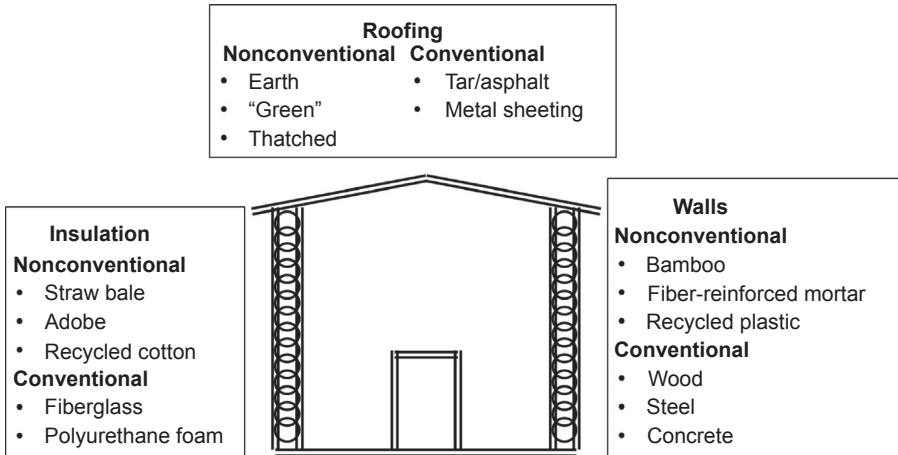 Roofing
Nonconventional Conventional
• Earth • Tar/asphalt
• “Green” • Metal sheeting
• Thatched
Insulation
Nonconventional
• Straw bale
• Adobe
• Recycled cotton
Conventional
• Fiberglass
• Polyurethane foam
Walls
Nonconventional
• Bamboo
• Fiber-reinforced mortar
• Recycled plastic
Conventional
• Wood
• Steel
• Concrete